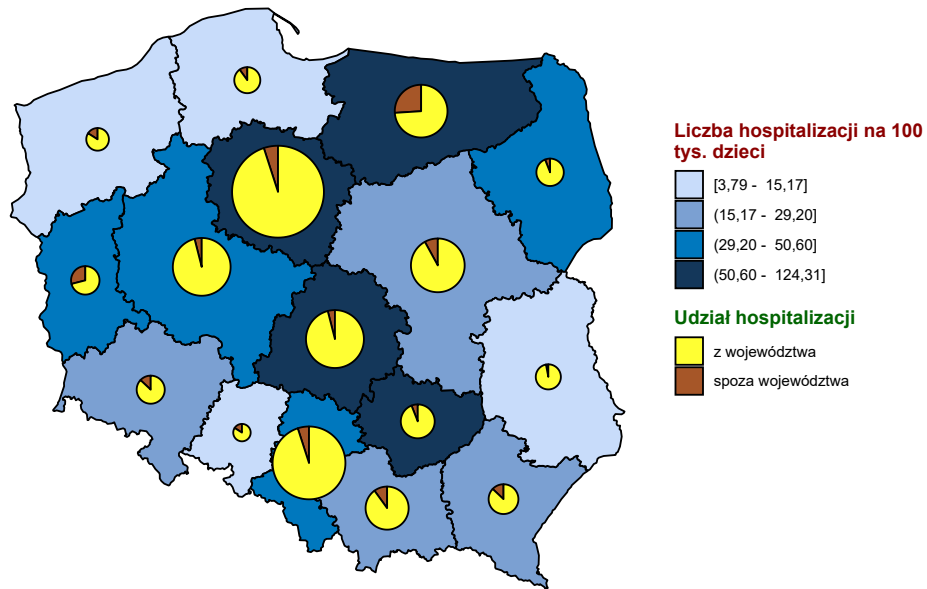 Liczba hospitalizacji na 100
tys. dzieci
[3,79 - 15,17]
(15,17 - 29,20]
(29,20 - 50,60]
(50,60 - 124,31]
Udział hospitalizacji
z województwa
spoza województwa